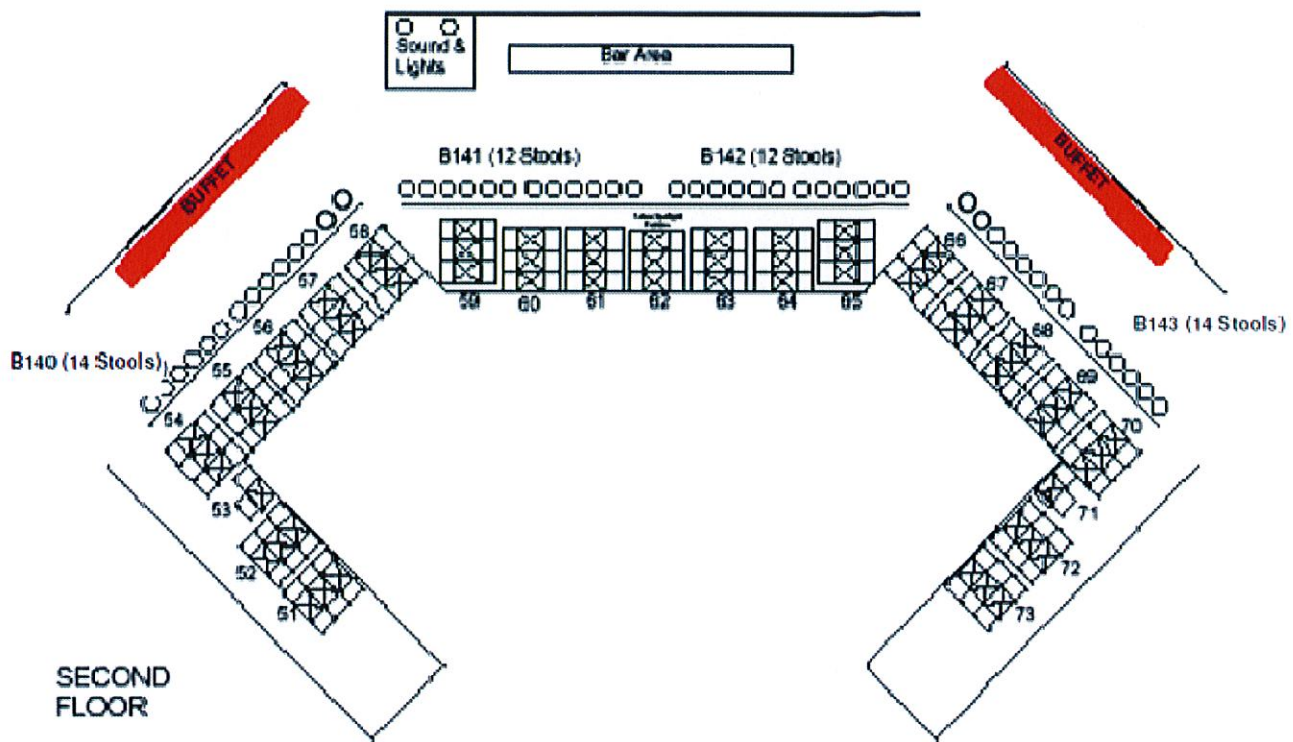 Sound &
Lights
Bar Area
BUFFET
BUFFET
B141 (12 Stools)
B142 (12 Stools)
B140 (14 Stools)
B143 (14 Stools)
58
57
56
55
54
53
52
51
59
60
61
62
63
64
65
66
67
68
69
70
71
72
73
SECOND
FLOOR